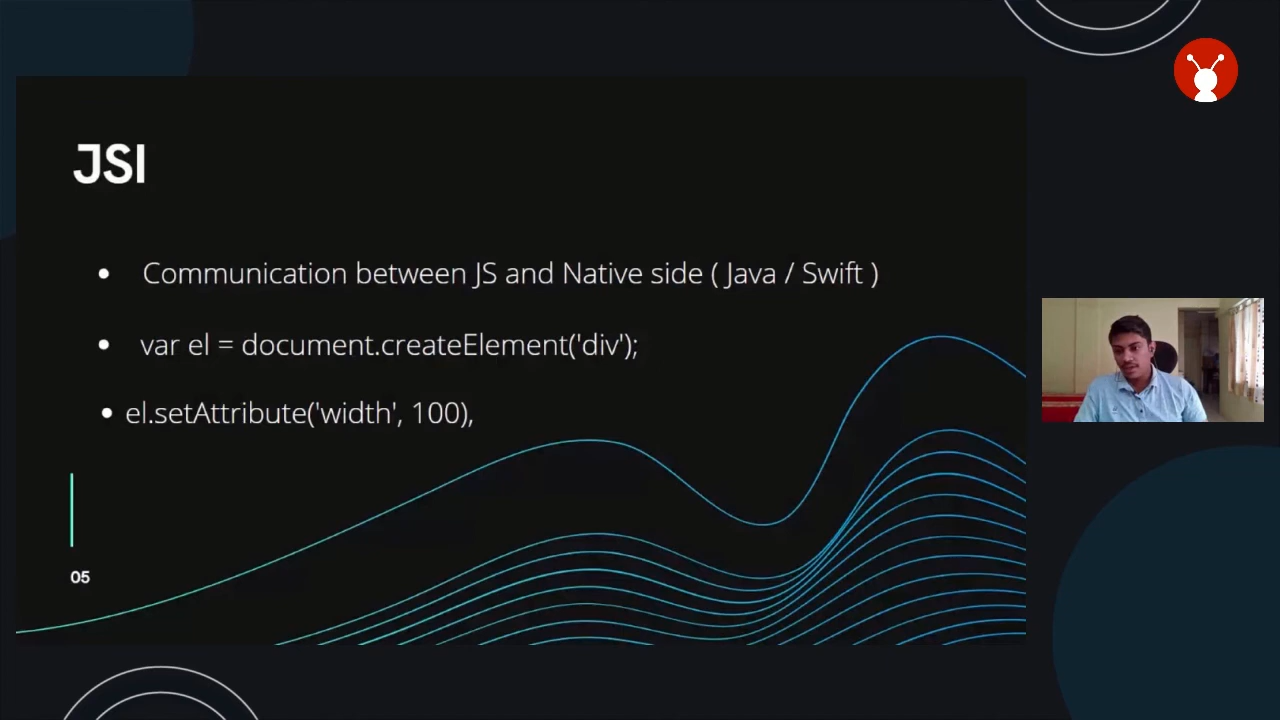 JSI
Communication between JS and Native side ( Java / Swift )
var el = document.createElement('div');
el.setAttribute('width', 100),
05